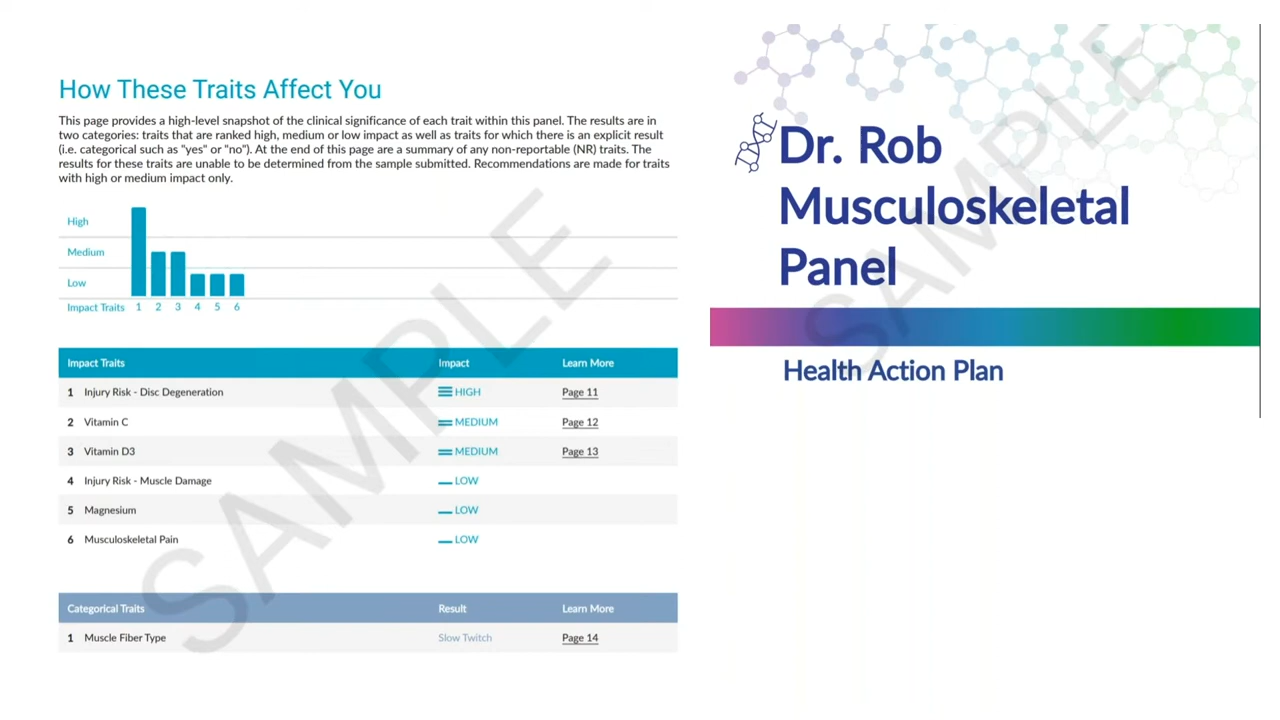 How These Traits Affect You
This page provides a high-level snapshot of the clinical significance of each trait within this panel. The results are in
two categories: traits that are ranked high, medium or low impact as well as traits for which there is an explicit result
(i.e. categorical such as "yes" or "no"). At the end of this page are a summary of any non-reportable (NR) traits. The
results for these traits are unable to be determined from the sample submitted. Recommendations are made for traits
with high or medium impact only.
High
Medium
Low
Impact Traits 1 2 3 4 5 6
Impact Traits Impact Learn More
1 Injury Risk - Disc Degeneration HIGH Page 11
2 Vitamin C MEDIUM Page 12
3 Vitamin D3 MEDIUM Page 13
4 Injury Risk - Muscle Damage LOW
5 Magnesium LOW
6 Musculoskeletal Pain LOW
Categorical Traits Result Learn More
1 Muscle Fiber Type Slow Twitch Page 14
SAMPLE
Dr. Rob
Musculoskeletal
Panel
Health Action Plan
SAMPLE